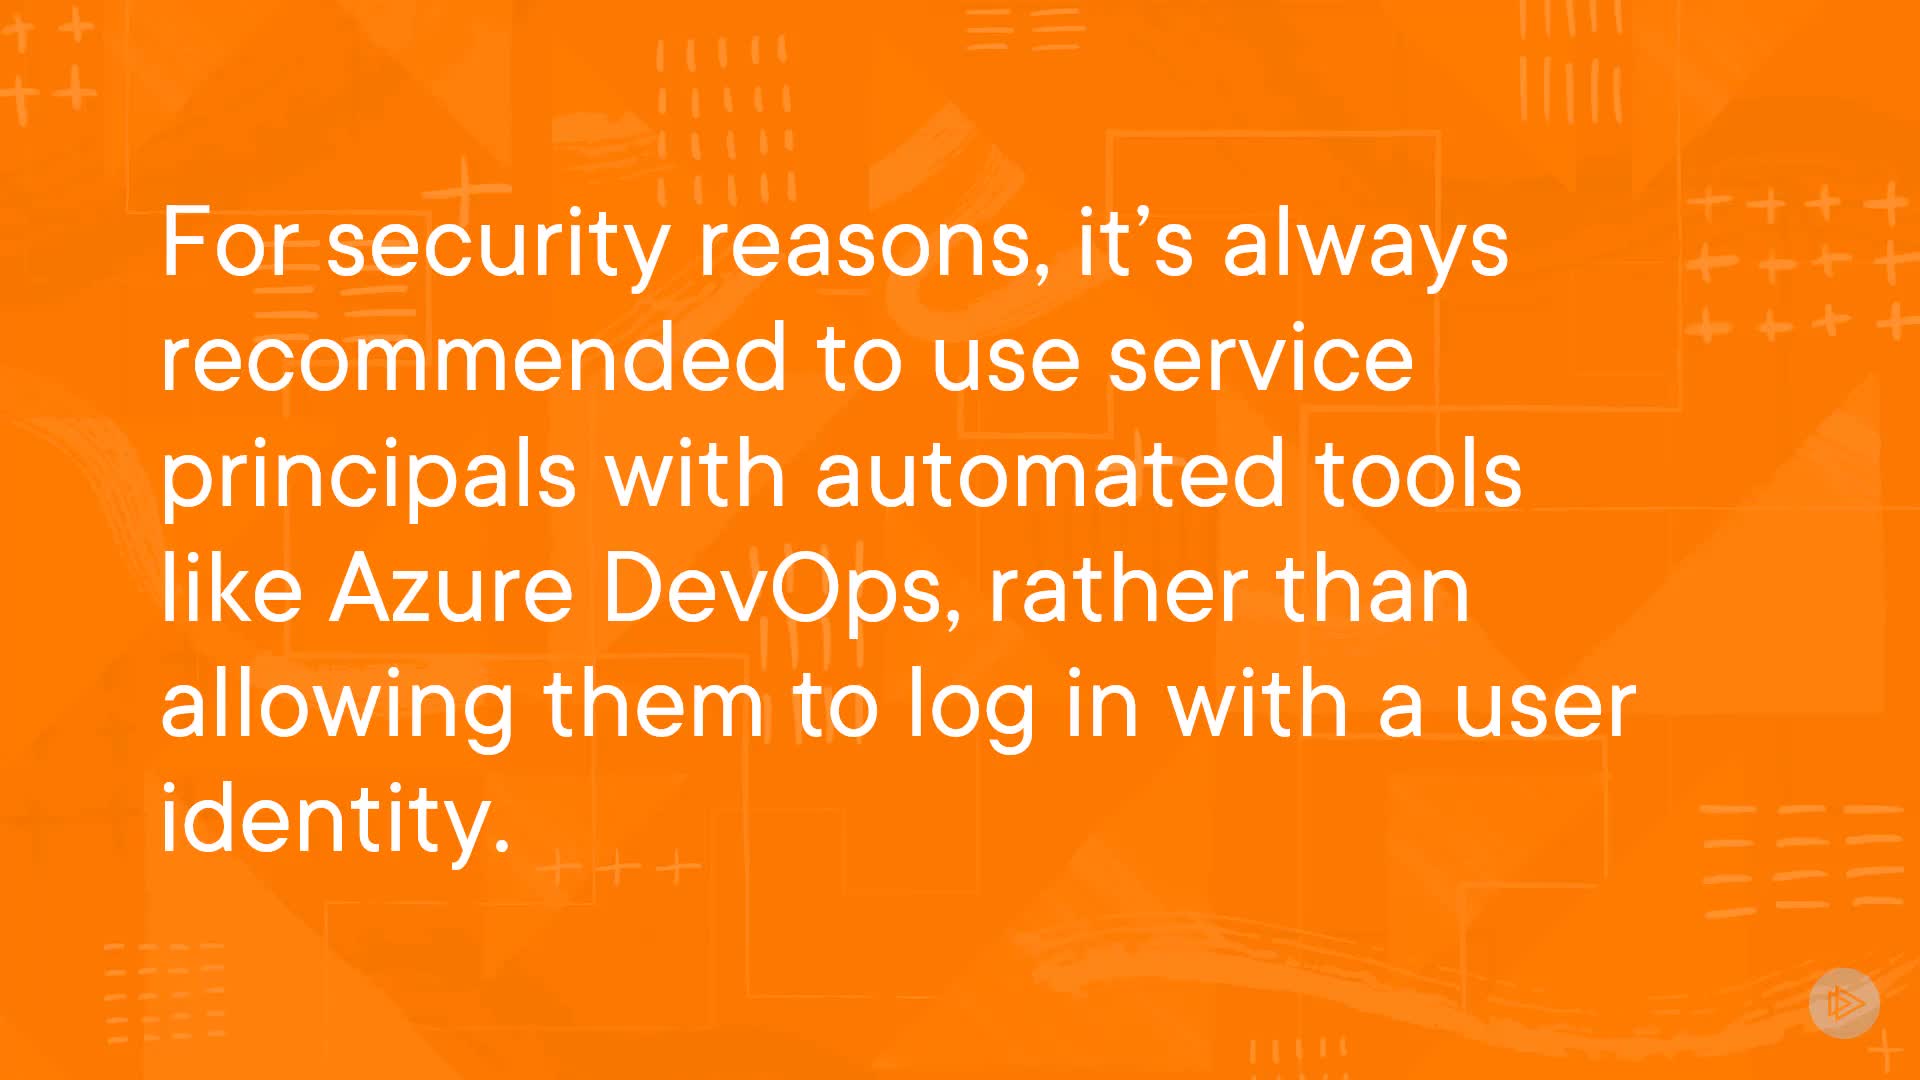 For security reasons, it’s always
recommended to use service
principals with automated tools
like Azure DevOps, rather than
allowing them to log in with a user
identity.